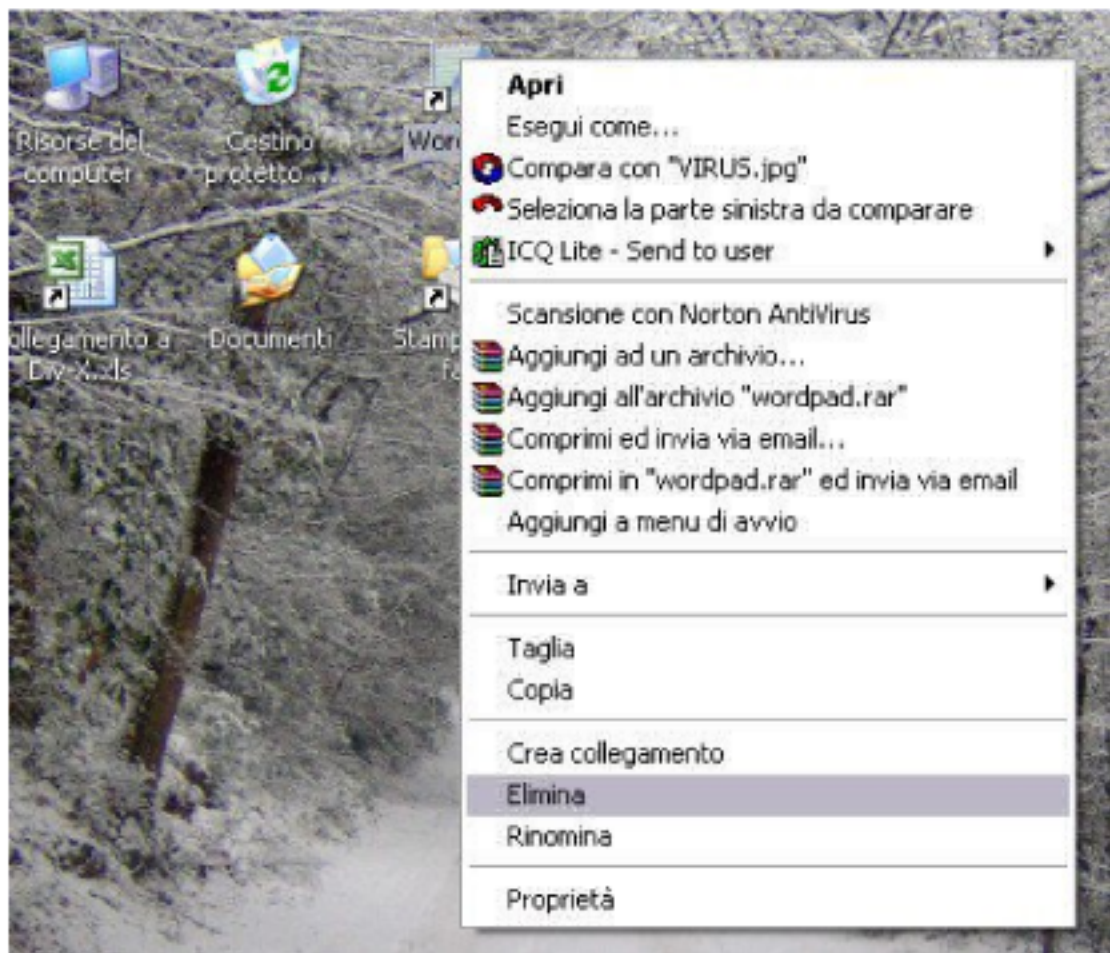 Risorse del
computer
Cestino
protetto ...
Wor
ollegamento a
Div-X..xls
Documenti
Stamp
fa
Apri
Esegui come...
Compara con "VIRUS.jpg"
Seleziona la parte sinistra da comparare
ICQ Lite - Send to user
Scansione con Norton AntiVirus
Aggiungi ad un archivio...
Aggiungi all'archivio "wordpad.rar"
Comprimi ed invia via email...
Comprimi in "wordpad.rar" ed invia via email
Aggiungi a menu di avvio
Invia a
Taglia
Copia
Crea collegamento
Elimina
Rinomina
Proprietà